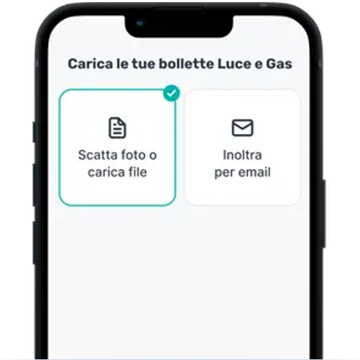 Carica le tue bollette Luce e Gas
Scatta foto o
carica file
Inoltra
per email